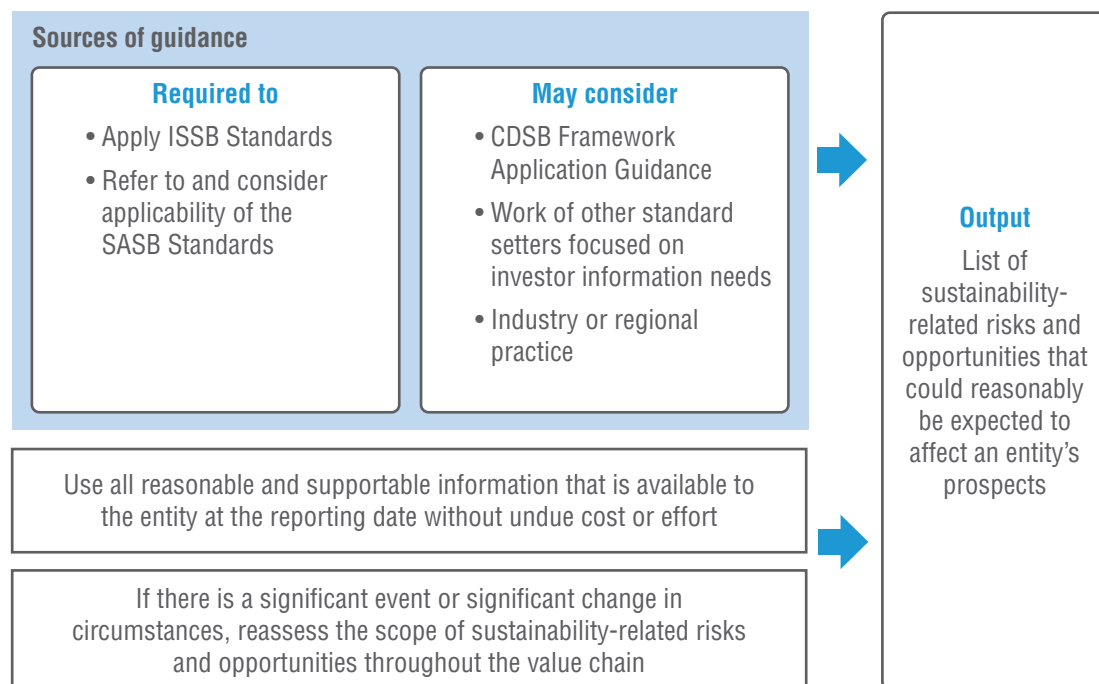 Sources of guidance
Required to
• Apply ISSB Standards
• Refer to and consider
applicability of the
SASB Standards
May consider
• CDSB Framework
Application Guidance
• Work of other standard
setters focused on
investor information needs
• Industry or regional
practice
Use all reasonable and supportable information that is available to
the entity at the reporting date without undue cost or effort
If there is a significant event or significant change in
circumstances, reassess the scope of sustainability-related risks
and opportunities throughout the value chain
Output
List of
sustainability-
related risks and
opportunities that
could reasonably
be expected to
affect an entity’s
prospects